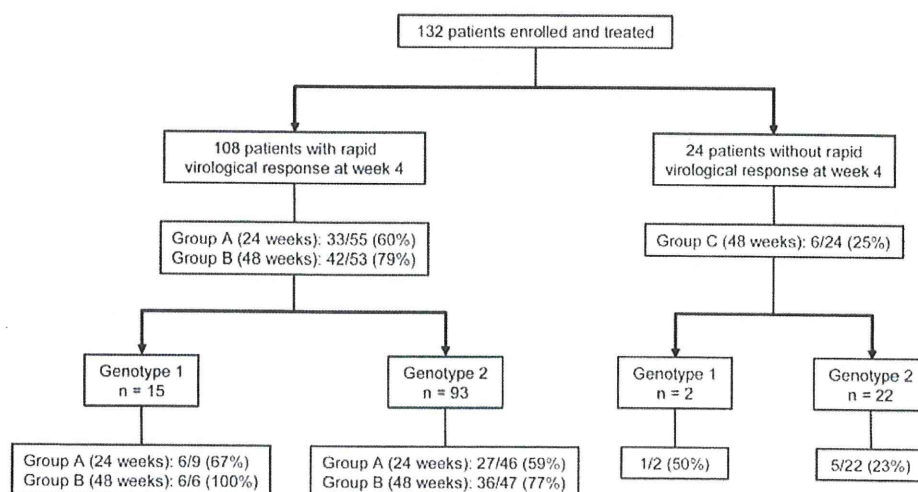 132 patients enrolled and treated
108 patients with rapid
virological response at week 4
24 patients without rapid
virological response at week 4
Group A (24 weeks): 33/55 (60%)
Group B (48 weeks): 42/53 (79%)
Group C (48 weeks): 6/24 (25%)
Genotype 1
n = 15
Genotype 2
n = 93
Genotype 1
n = 2
Genotype 2
n = 22
Group A (24 weeks): 6/9 (67%)
Group B (48 weeks): 6/6 (100%)
Group A (24 weeks): 27/46 (59%)
Group B (48 weeks): 36/47 (77%)
1/2 (50%)
5/22 (23%)